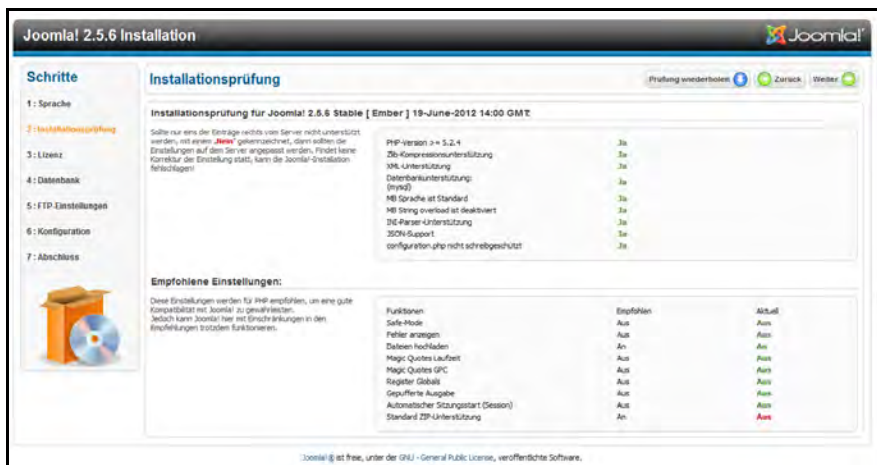 Joomla! 2.5.6 Installation
Joomla!
Schritte
1 : Sprache
2 : Installationsprüfung
3 : Lizenz
4 : Datenbank
5 : FTP-Einstellungen
6 : Konfiguration
7 : Abschluss
Installationsprüfung
Prüfung wiederholen
Zurück
Weiter
Installationsprüfung für Joomla! 2.5.6 Stable [ Ember ] 19-June-2012 14:00 GMT:
Sollte nur eins der Einträge rechts vom Server nicht unterstützt
werden, mit einem „Nein" gekennzeichnet, dann sollten die
Einstellungen auf dem Server angepasst werden. Findet keine
Korrektur der Einstellung statt, kann die Joomla!-Installation
fehlschlagen!
PHP-Version >= 5.2.4 Ja
Zlib-Kompressionsunterstützung Ja
XML-Unterstützung Ja
Datenbankunterstützung:
(mysql) Ja
MB Sprache ist Standard Ja
MB String overload ist deaktiviert Ja
INI-Parser-Unterstützung Ja
JSON-Support Ja
configuration.php nicht schreibgeschützt Ja
Empfohlene Einstellungen:
Diese Einstellungen werden für PHP empfohlen, um eine gute
Kompatibilität mit Joomla! zu gewährleisten.
Jedoch kann Joomla! hier mit Einschränkungen in den
Empfehlungen trotzdem funktionieren.
Funktionen Empfohlen Aktuell
Safe-Mode Aus Aus
Fehler anzeigen Aus Aus
Dateien hochladen An An
Magic Quotes Laufzeit Aus Aus
Magic Quotes GPC Aus Aus
Register Globals Aus Aus
Gepufferte Ausgabe Aus Aus
Automatischer Sitzungsstart (Session) Aus Aus
Standard ZIP-Unterstützung An Aus
Joomla!® ist freie, unter der GNU - General Public License, veröffentlichte Software.